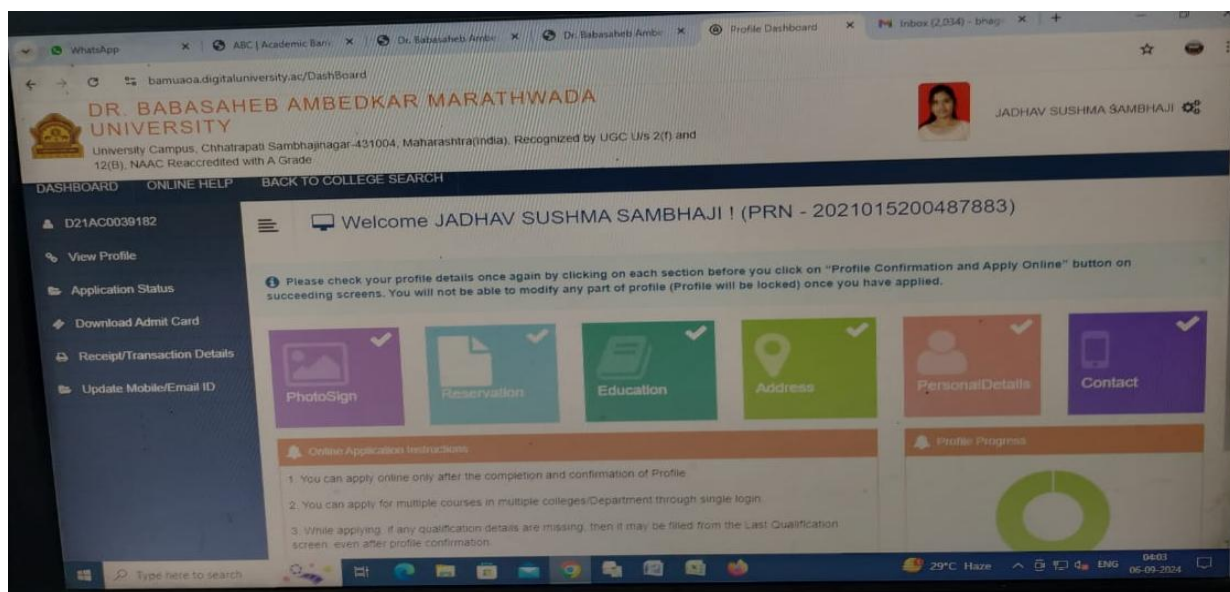 WhatsApp
ABC | Academic Ban
Dr. Babasaheb Ambe
Dr. Babasaheb Ambe
Profile Dashboard
Inbox (2,034) - bhag
bamuaoa.digitaluniversity.ac/DashBoard
DR. BABASAHEB AMBEDKAR MARATHWADA
UNIVERSITY
University Campus, Chhatrapati Sambhajinagar-431004, Maharashtra(india), Recognized by UGC U/s 2(f) and
12(B), NAAC Reaccredited with A Grade
JADHAV SUSHMA SAMBHAJI
DASHBOARD ONLINE HELP BACK TO COLLEGE SEARCH
D21AC0039182
View Profile
Application Status
Download Admit Card
Receipt/Transaction Details
Update Mobile/Email ID
Welcome JADHAV SUSHMA SAMBHAJI ! (PRN - 2021015200487883)
Please check your profile details once again by clicking on each section before you click on "Profile Confirmation and Apply Online" button on
succeeding screens. You will not be able to modify any part of profile (Profile will be locked) once you have applied.
PhotoSign
Reservation
Education
Address
PersonalDetails
Contact
Online Application Instructions
1. You can apply online only after the completion and confirmation of Profile
2. You can apply for multiple courses in multiple colleges/Department through single login.
3. While applying, if any qualification details are missing, then it may be filled from the Last Qualification
screen, even after profile confirmation.
Profile Progress
Type here to search
29°C Haze
ENG
04:03
06-09-2024